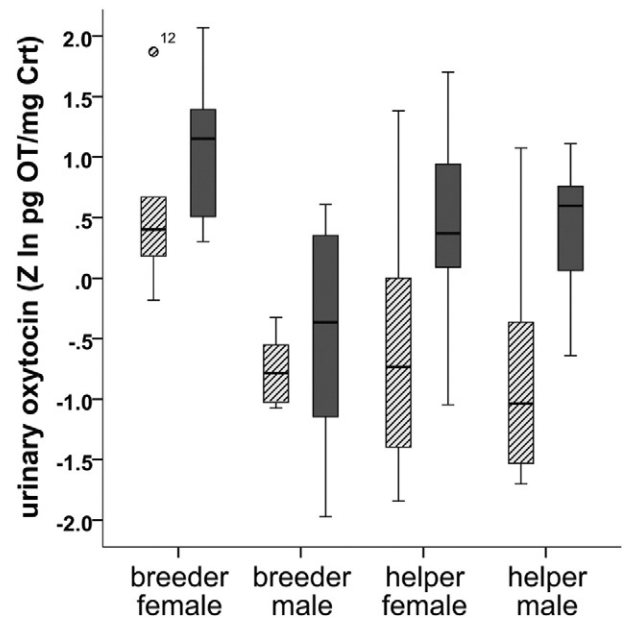 urinary oxytocin (Z ln pg OT/mg Crt)
2.0
1.5
1.0
.5
.0
-.5
-1.0
-1.5
-2.0
12
breeder female
breeder male
helper female
helper male